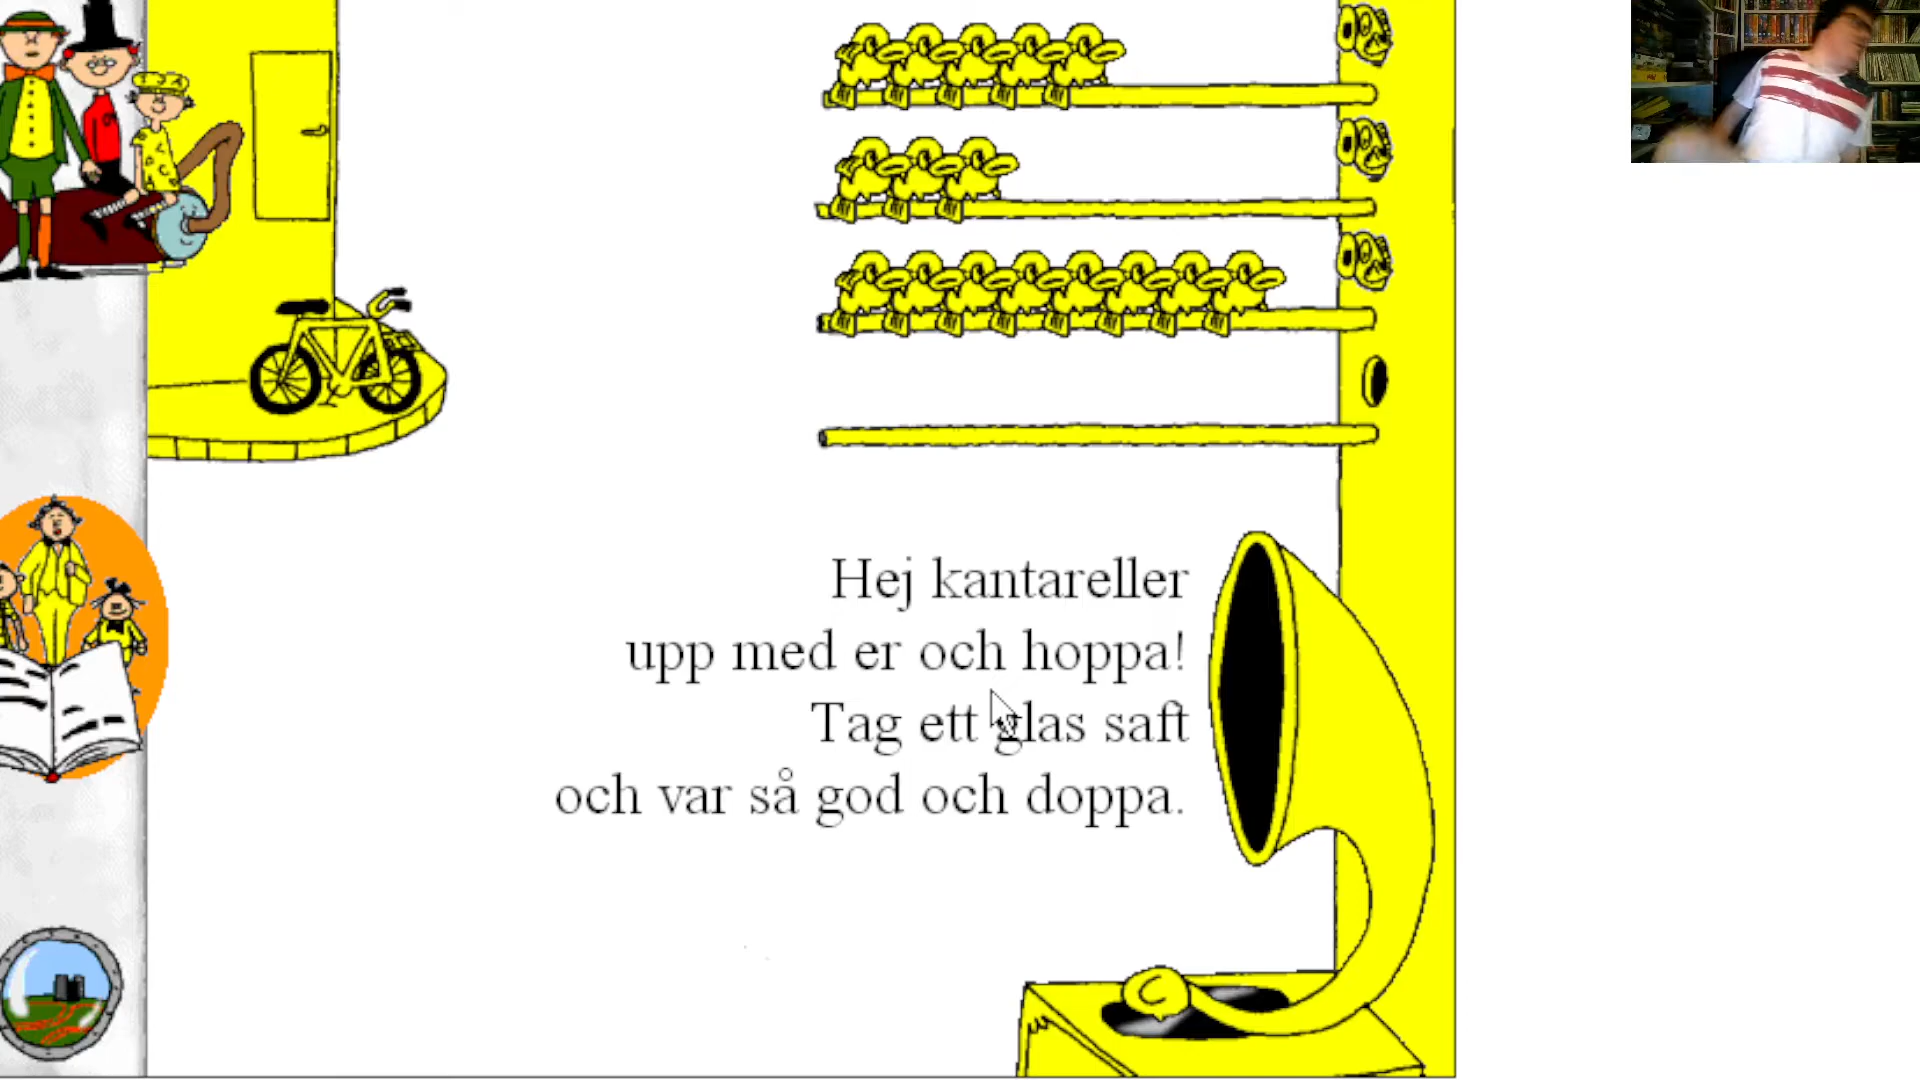 Hej kantareller
upp med er och hoppa!
Tag ett glas saft
och var så god och doppa.